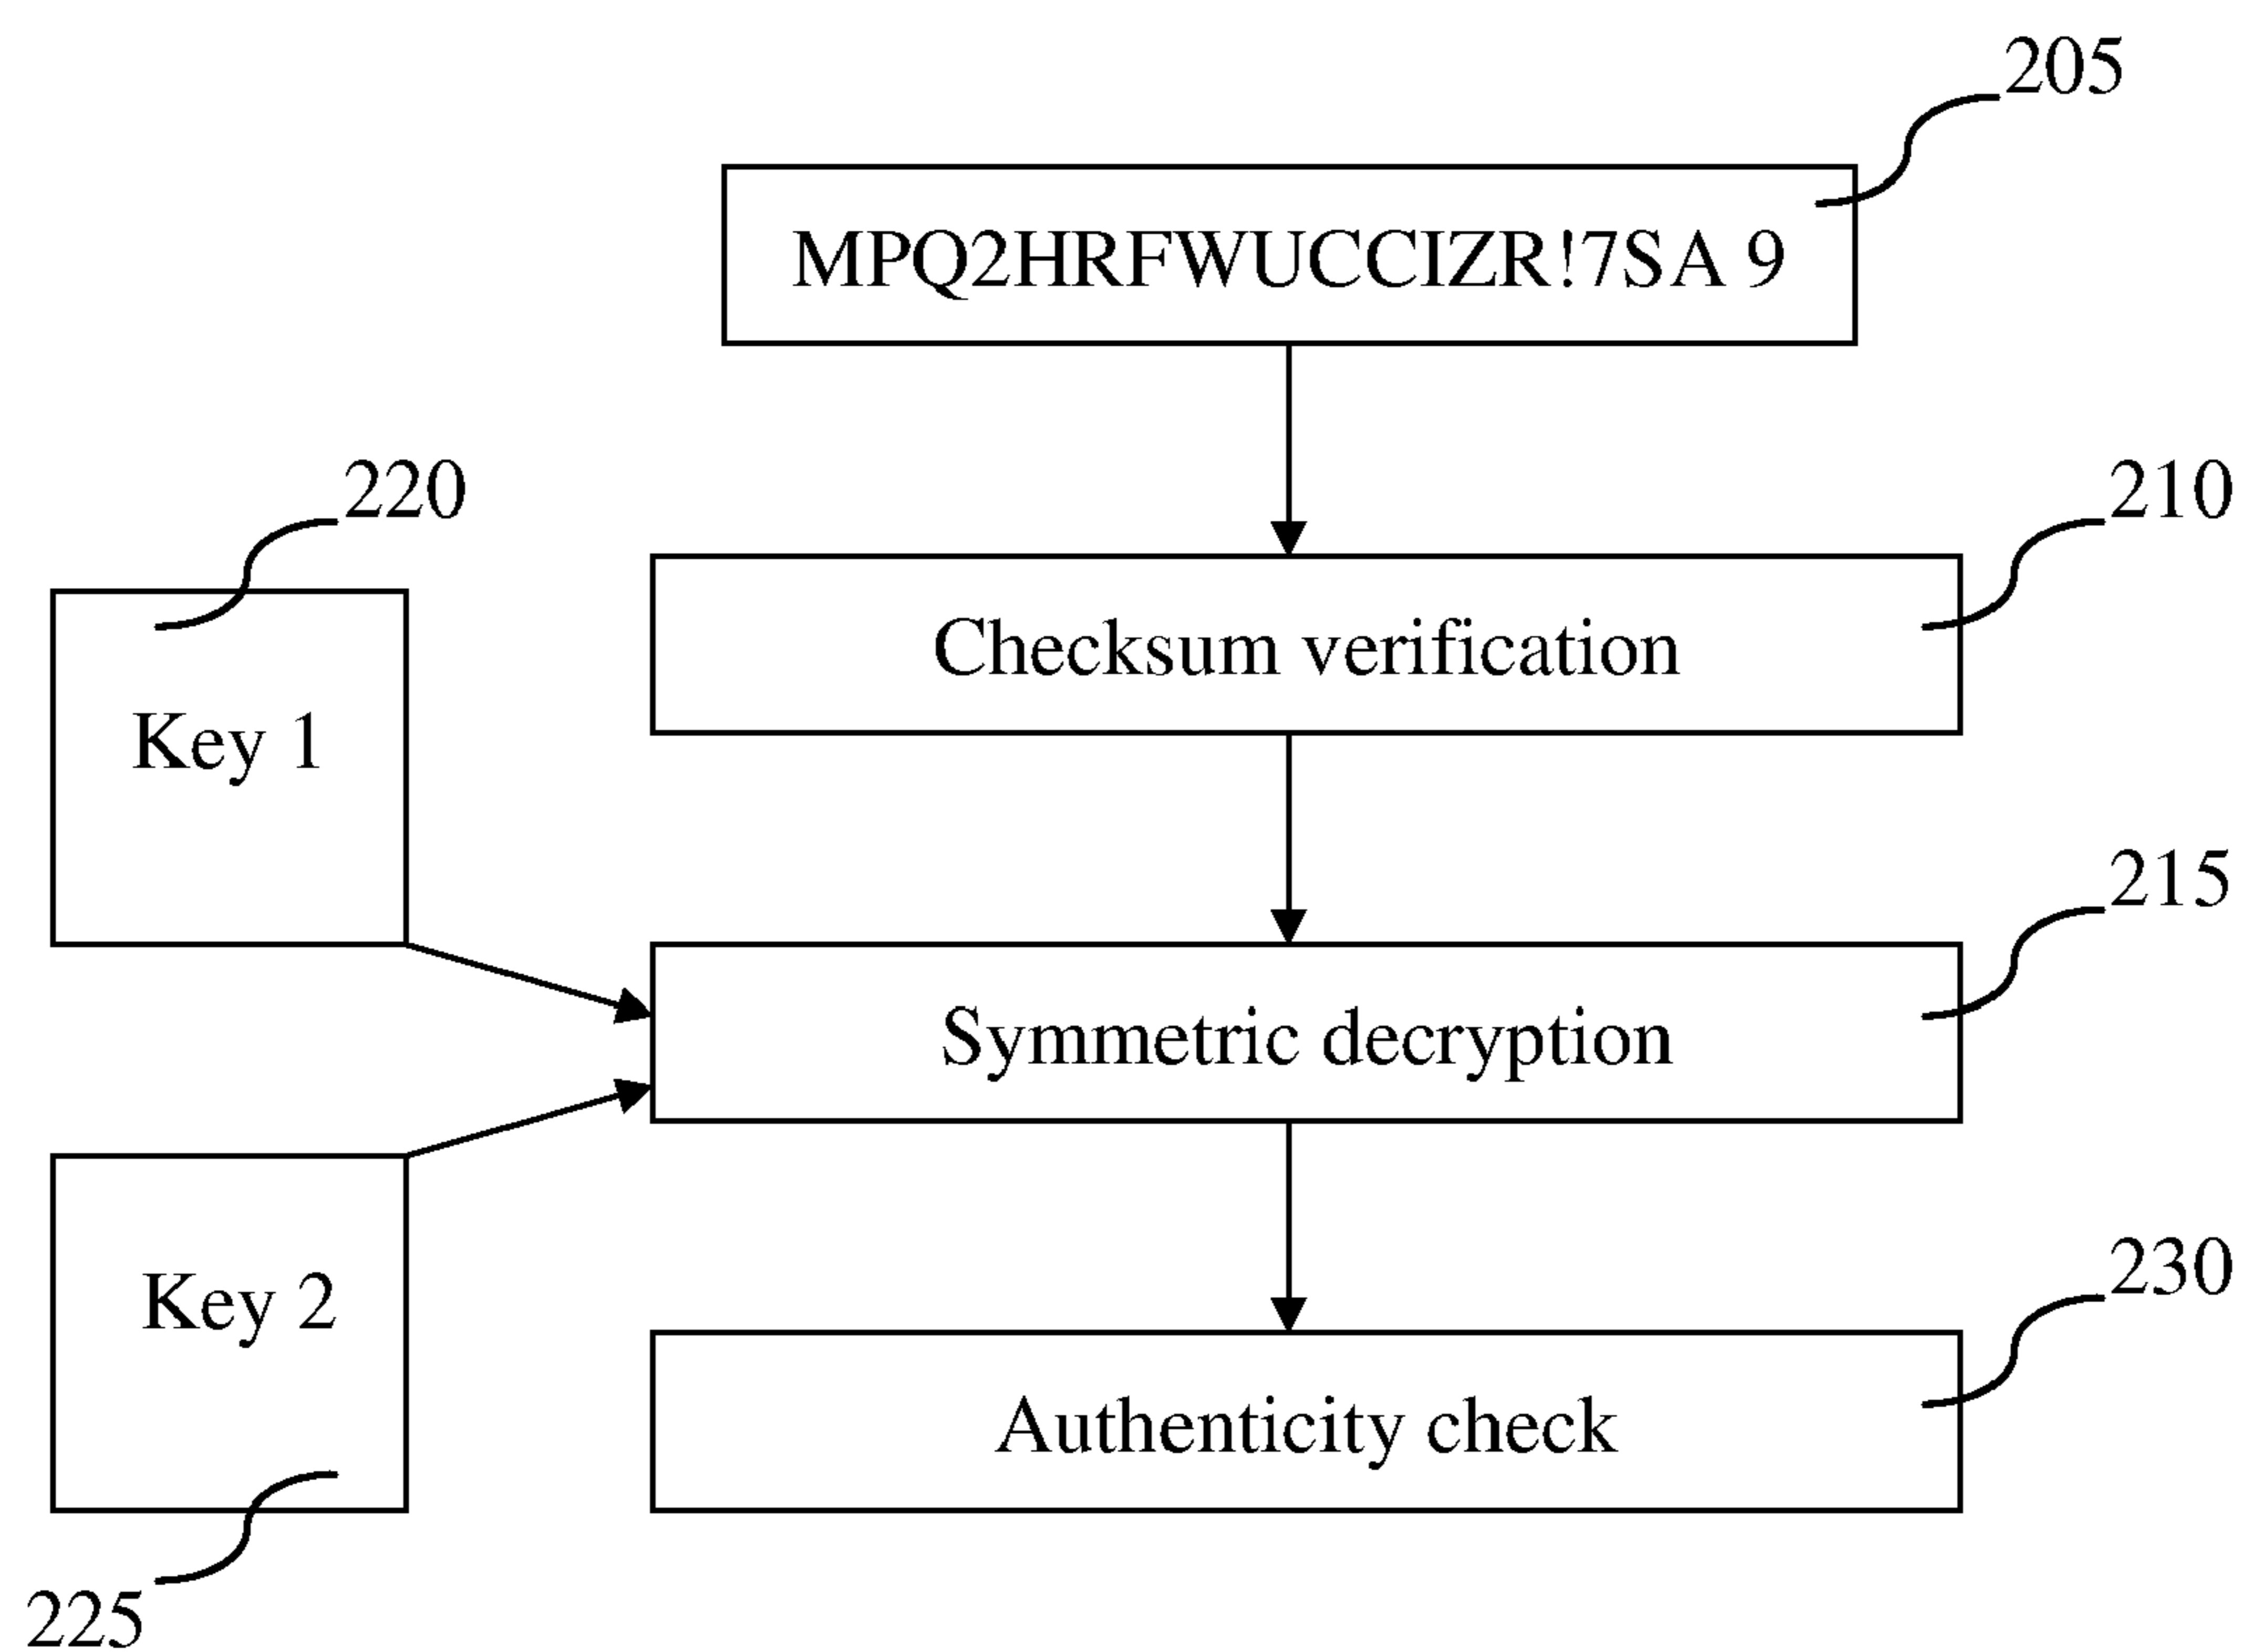 205
MPQ2HRFWUCCIZR!7SA 9
220
210
Checksum verification
Key 1
215
Symmetric decryption
230
Key 2
Authenticity check
225